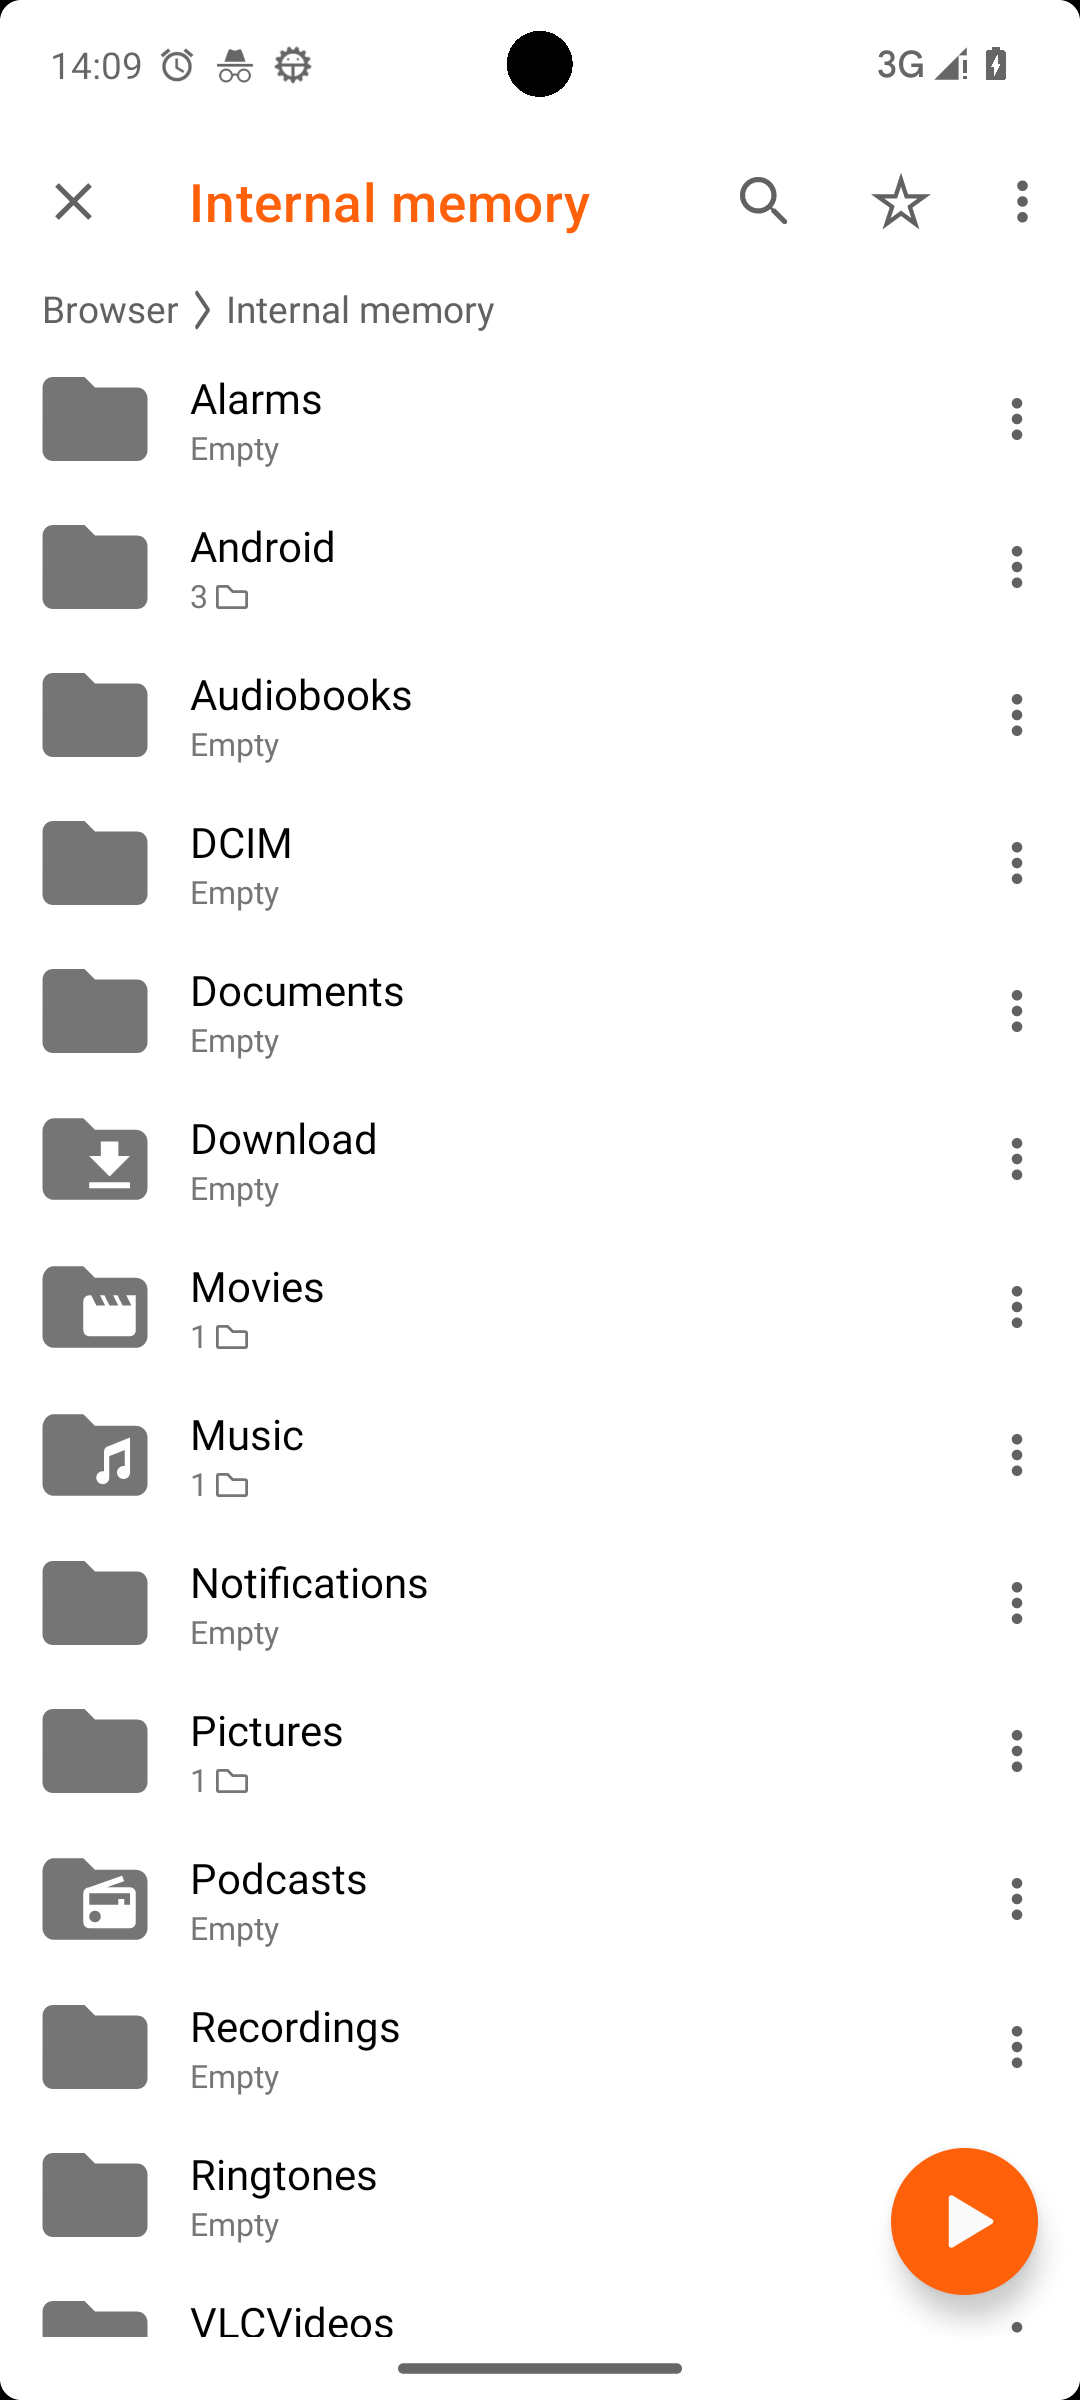 14:09
3G
Internal memory
Browser
Internal memory
Alarms
Empty
Android
3
Audiobooks
Empty
DCIM
Empty
Documents
Empty
Download
Empty
Movies
1
Music
1
Notifications
Empty
Pictures
1
Podcasts
Empty
Recordings
Empty
Ringtones
Empty
VLCVideos